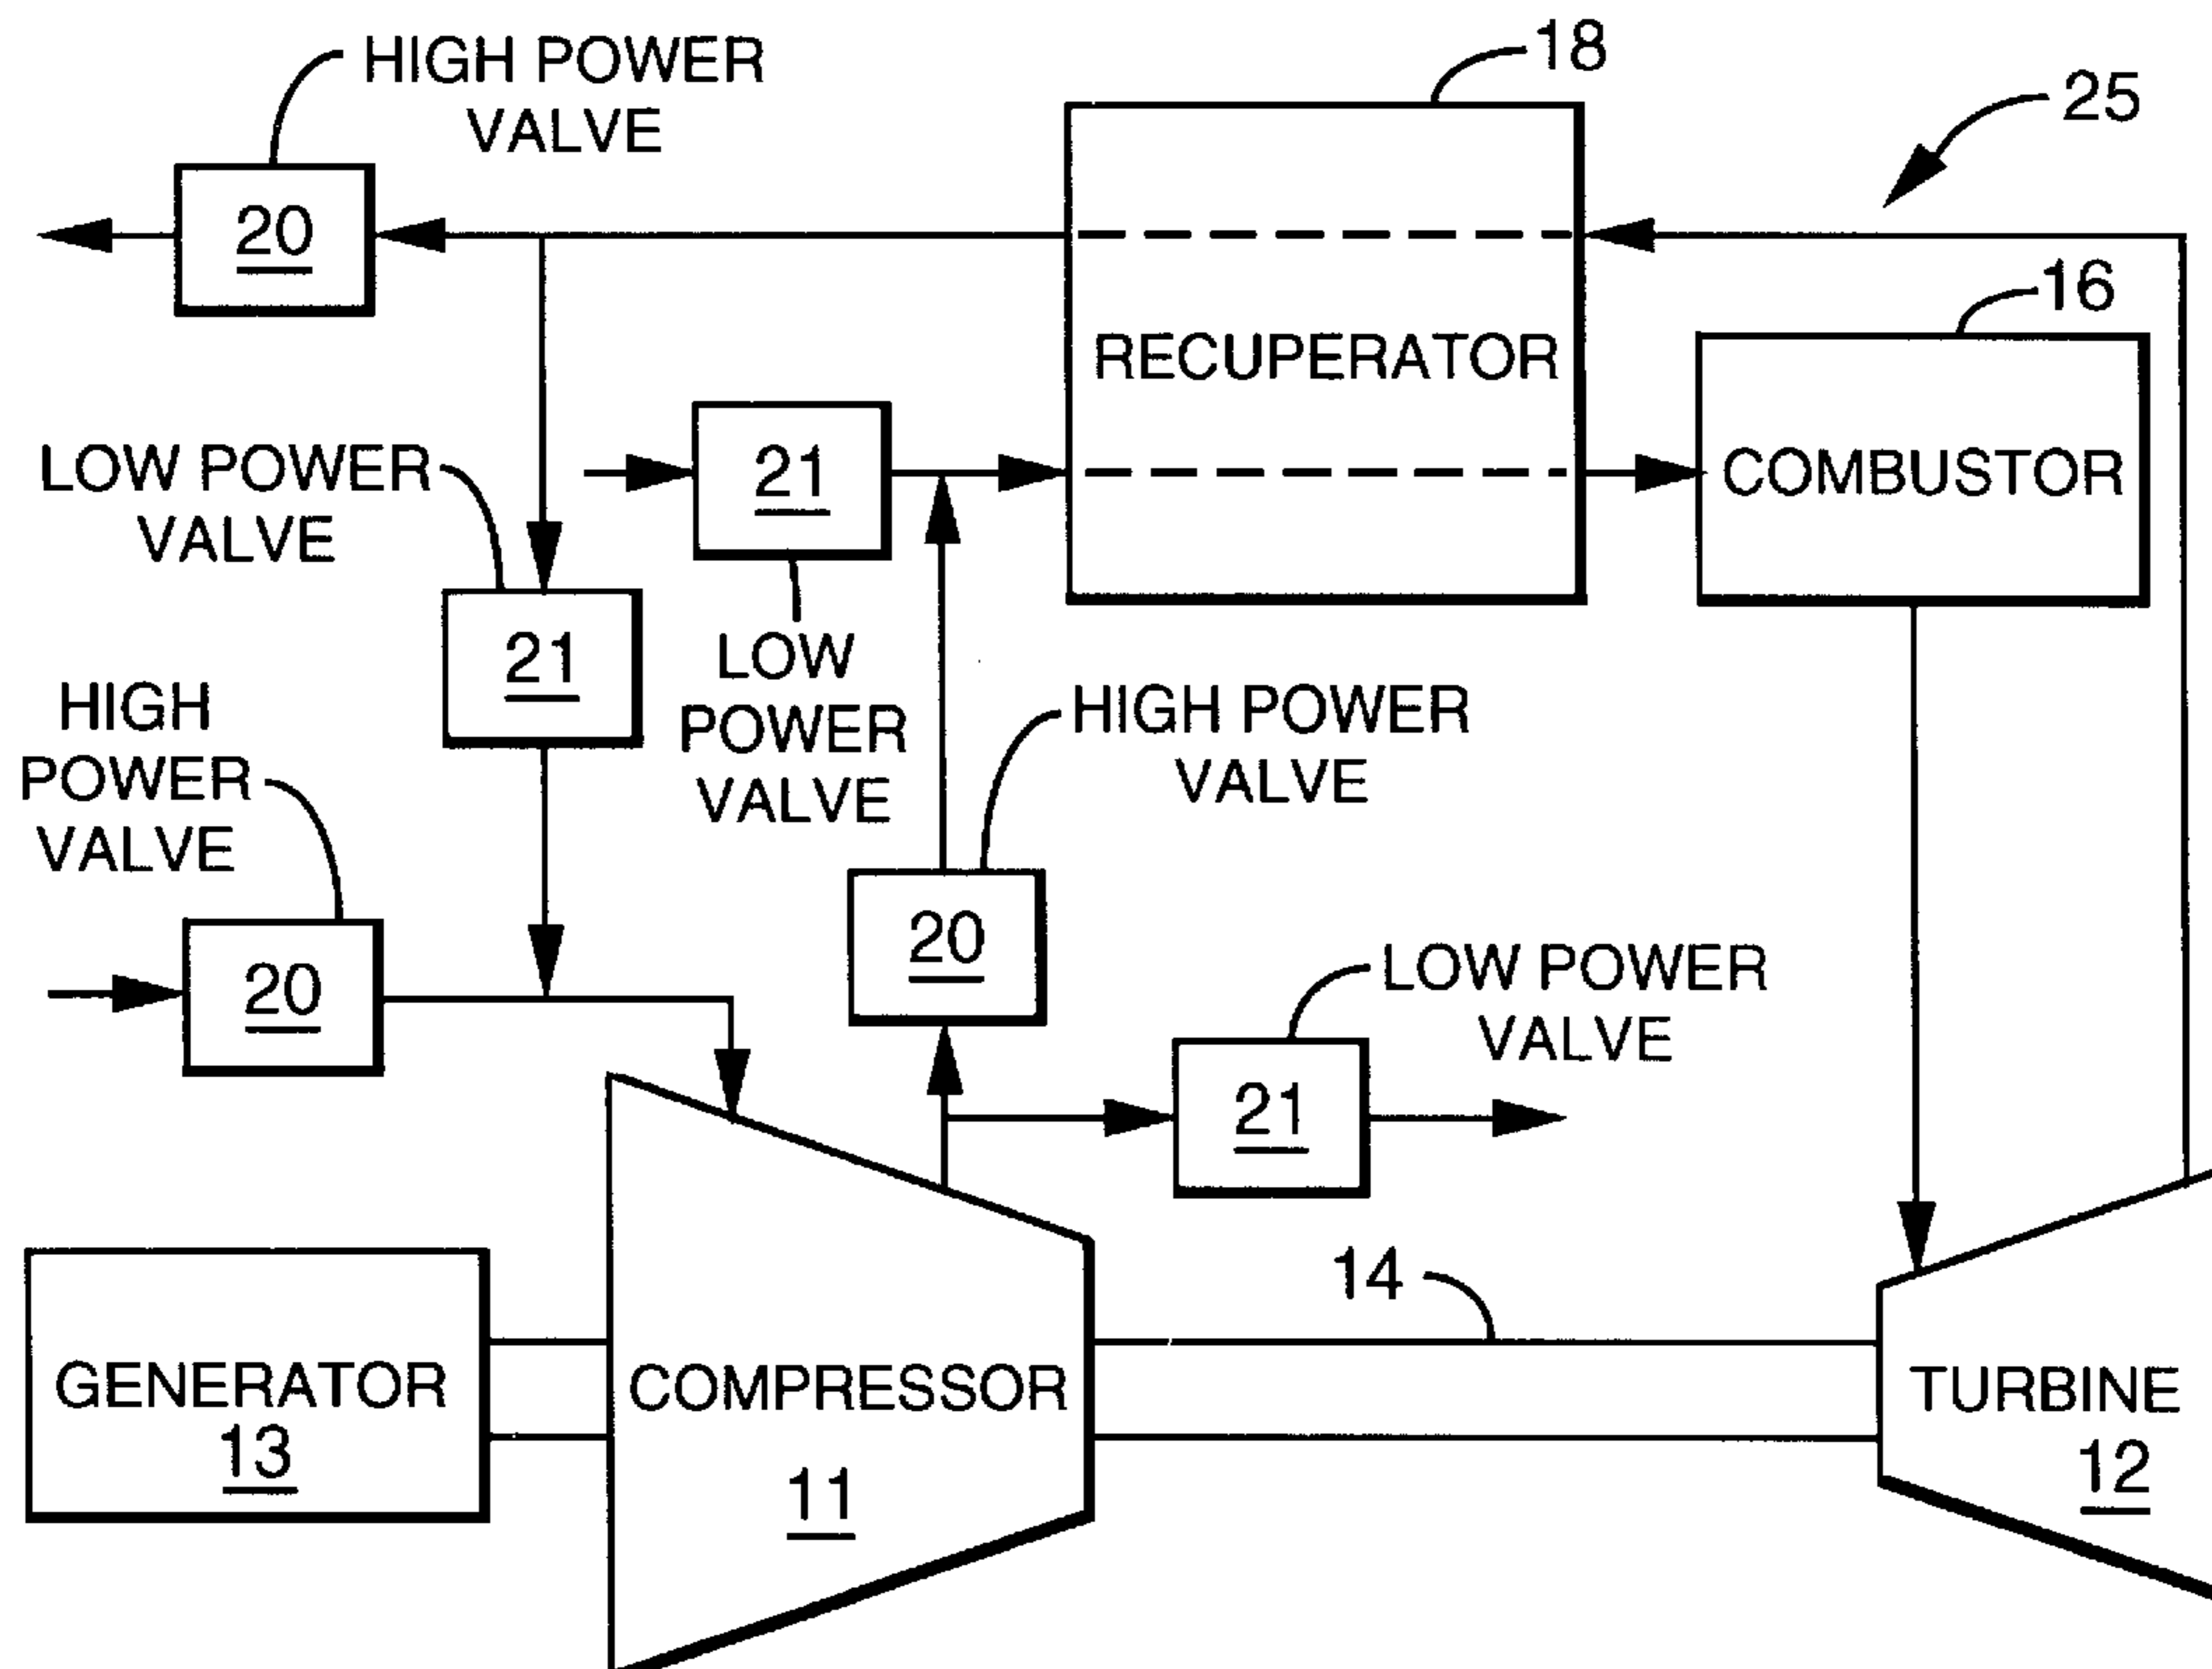 HIGH POWER
VALVE
18
25
20
16
RECUPERATOR
LOW POWER
VALVE
21
COMBUSTOR
21
LOW
POWER
VALVE
HIGH
POWER
VALVE
HIGH POWER
VALVE
20
20
LOW POWER
VALVE
21
14
GENERATOR
13
COMPRESSOR
11
TURBINE
12